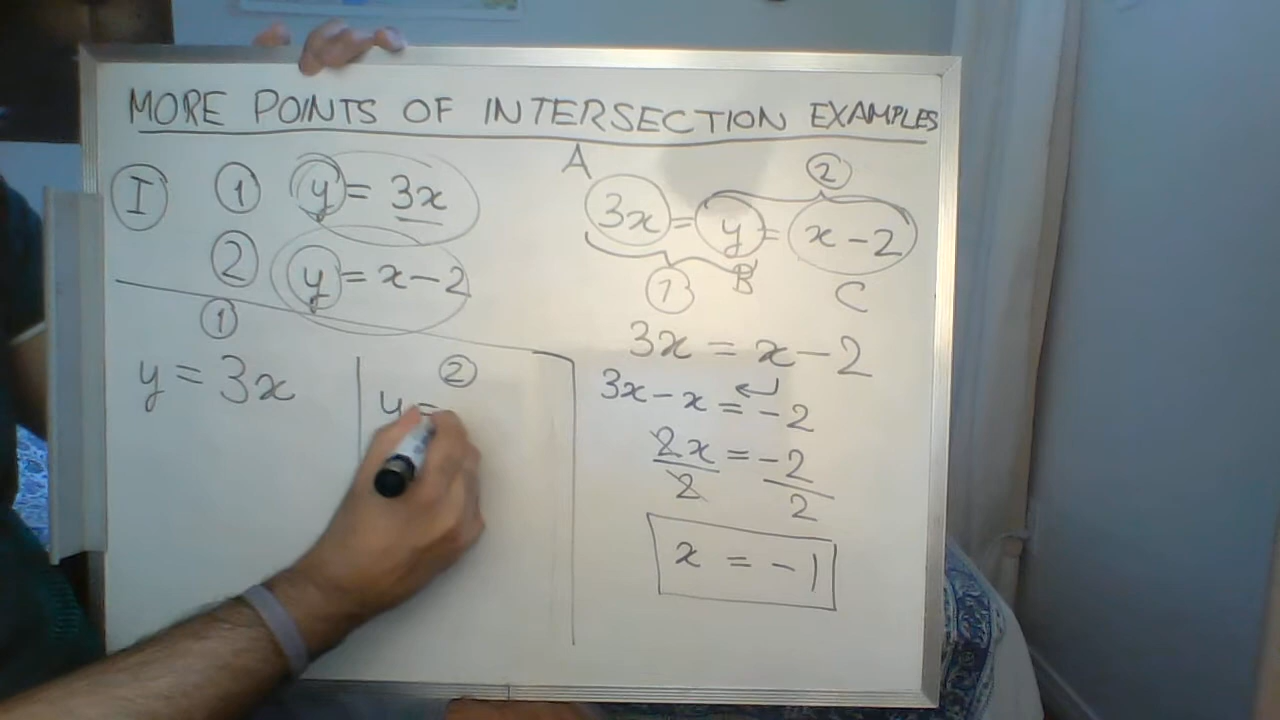 MORE POINTS OF INTERSECTION EXAMPLES
I ① y = 3x
② y = x - 2
① y = 3x
② y =
A B C
3x = y = x - 2
① ②
3x = x - 2
3x - x = -2
2x/2 = -2/2
x = -1